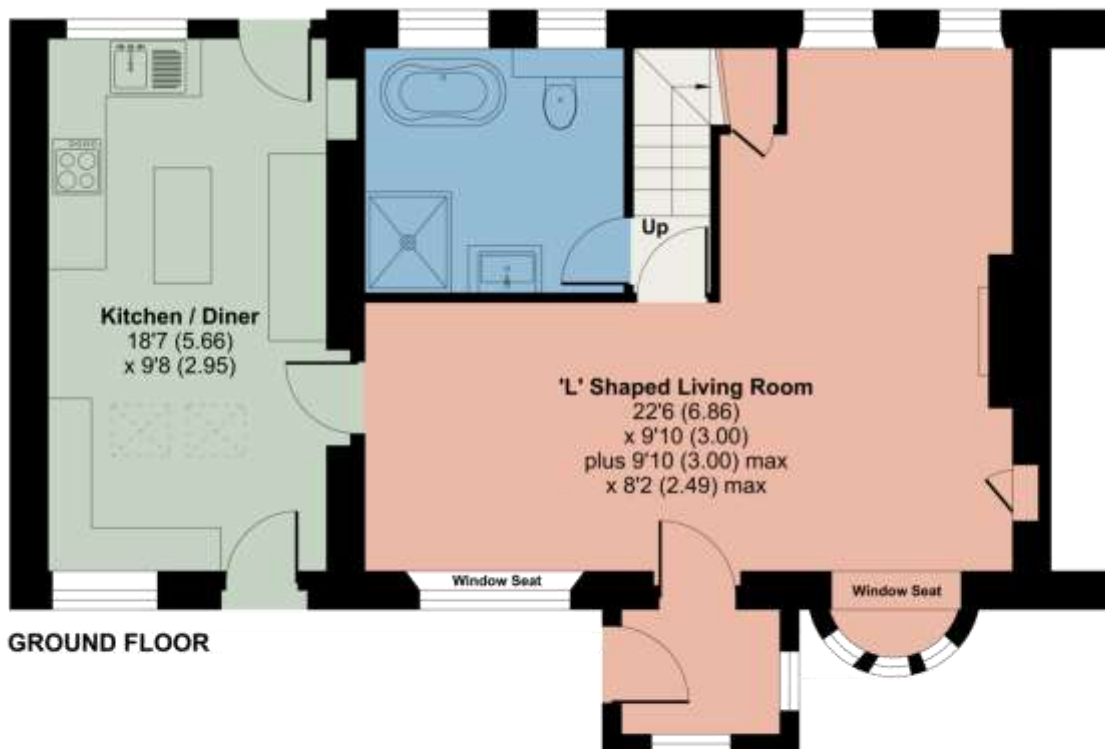 Up
Kitchen / Diner
18'7 (5.66)
x 9'8 (2.95)
'L' Shaped Living Room
22'6 (6.86)
x 9'10 (3.00)
plus 9'10 (3.00) max
x 8'2 (2.49) max
Window Seat
Window Seat
GROUND FLOOR